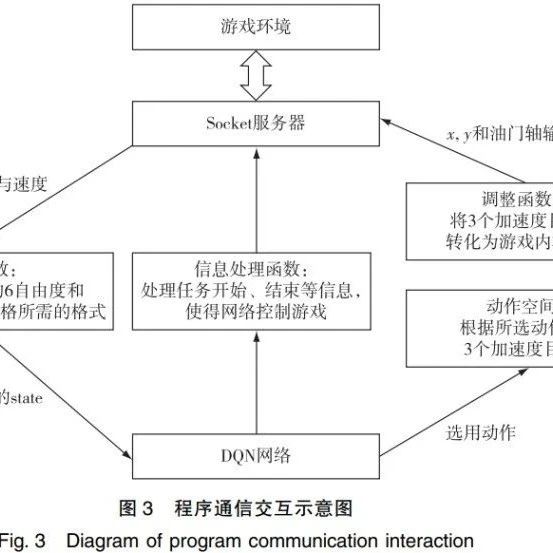 游戏环境
Socket服务器
x, y和油门轴输
与速度
调整函数
将3个加速度目
转化为游戏内
数:
的6自由度和
格所需的格式
信息处理函数:
处理任务开始、结束等信息,
使得网络控制游戏
动作空间
根据所选动作
3个加速度目
的state
选用动作
DQN网络
图 3 程序通信交互示意图
Fig. 3 Diagram of program communication interaction